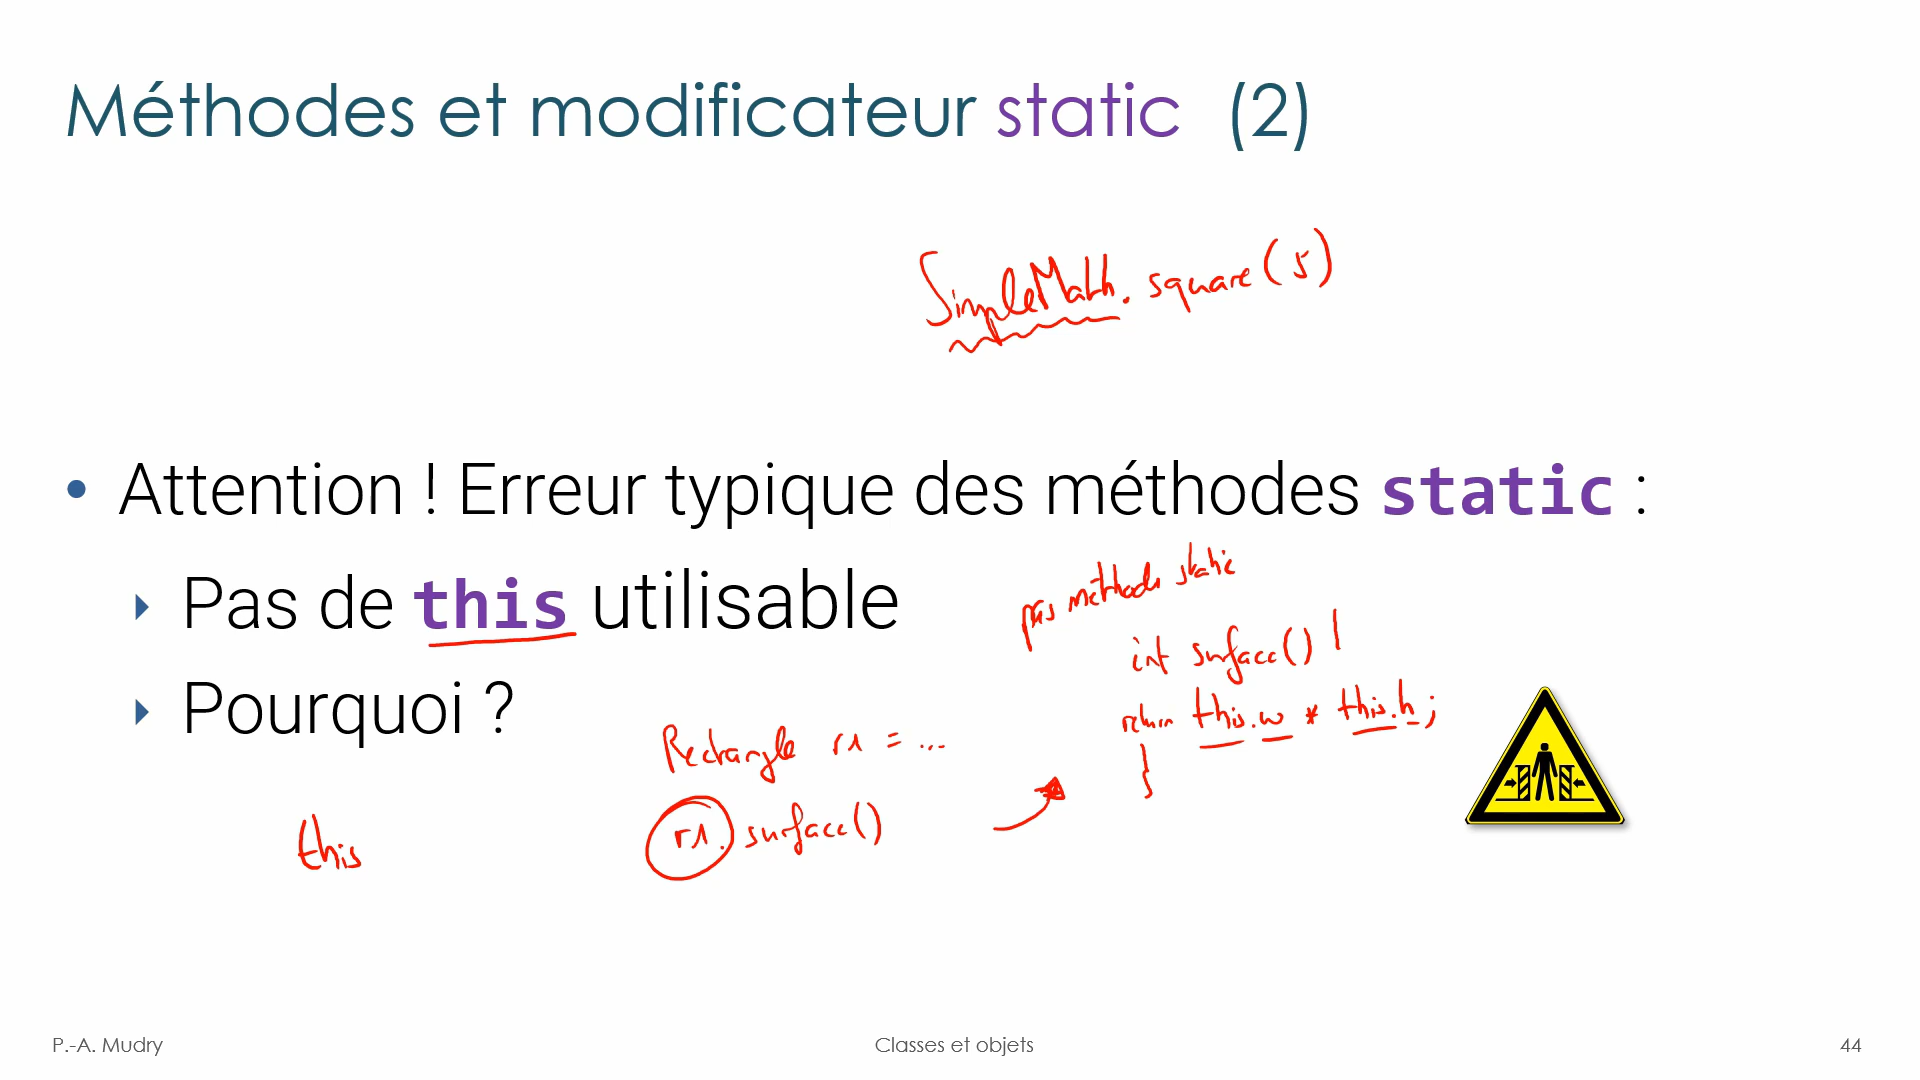 Méthodes et modificateur static (2)
SimpleMath. square(5)
• Attention ! Erreur typique des méthodes static :
Pas de this utilisable
pas méthode static
int surface() {
Pourquoi ?
return this.w * this.h;
}
Rectangle r1 = ...
r1. surface()
this
P.-A. Mudry
Classes et objets
44